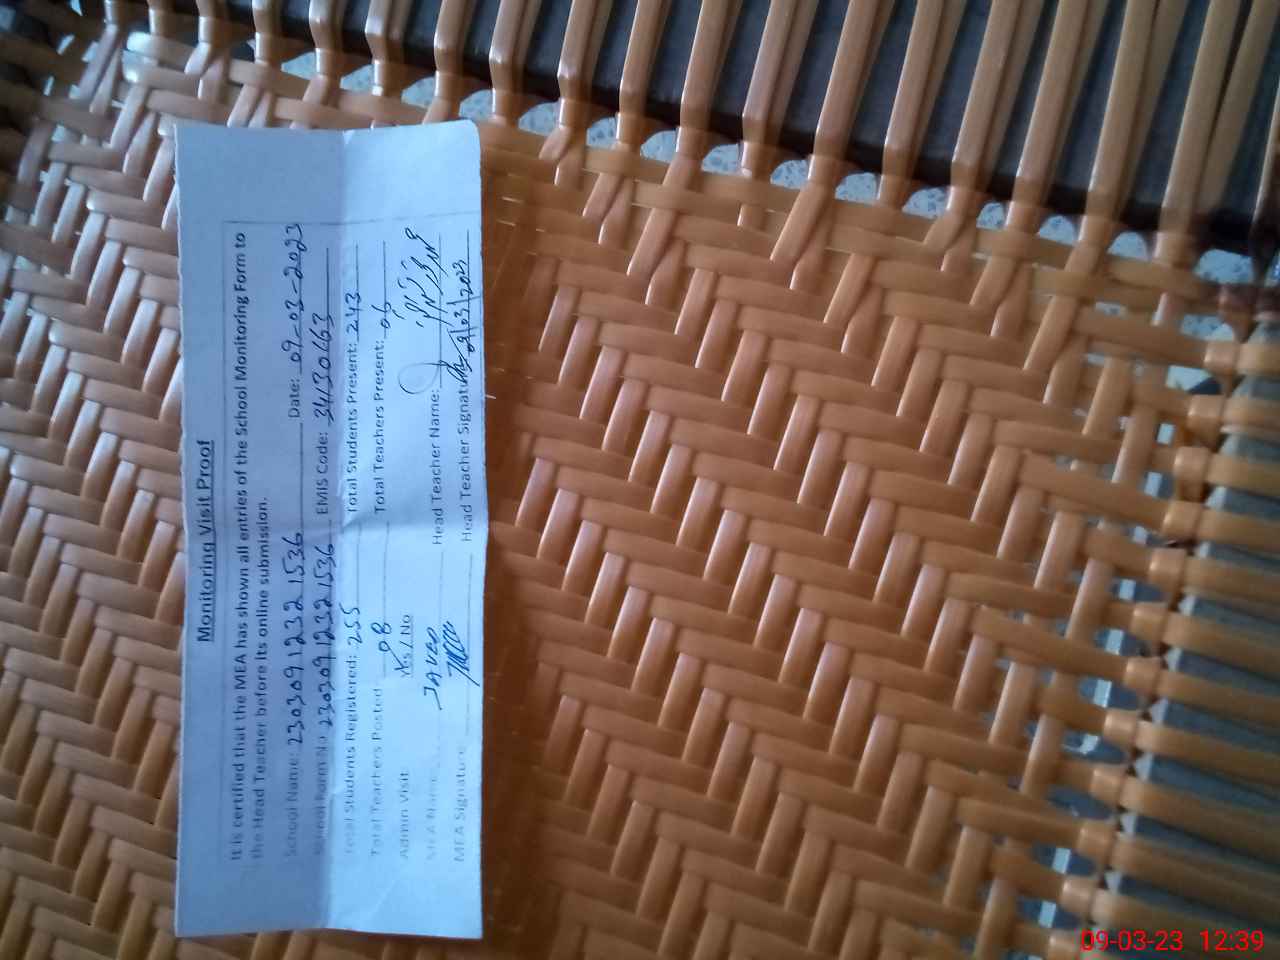 Monitoring Visit Proof
It is certified that the MEA has shown all entries of the School Monitoring Form to
the Head Teacher before its online submission.
School Name: 2303091232 1536 Date: 09-03-2023
School Form No 2303091232 1536 EMIS Code: 34130463
Total Students Registered: 255 Total Students Present: 243
Total Teachers Posted 08 Total Teachers Present: 06
Admin Visit Yes / No
MEA Name JAVED Head Teacher Name:
MEA Signature Head Teacher Signature 09/03/2023
09-03-23 12:39